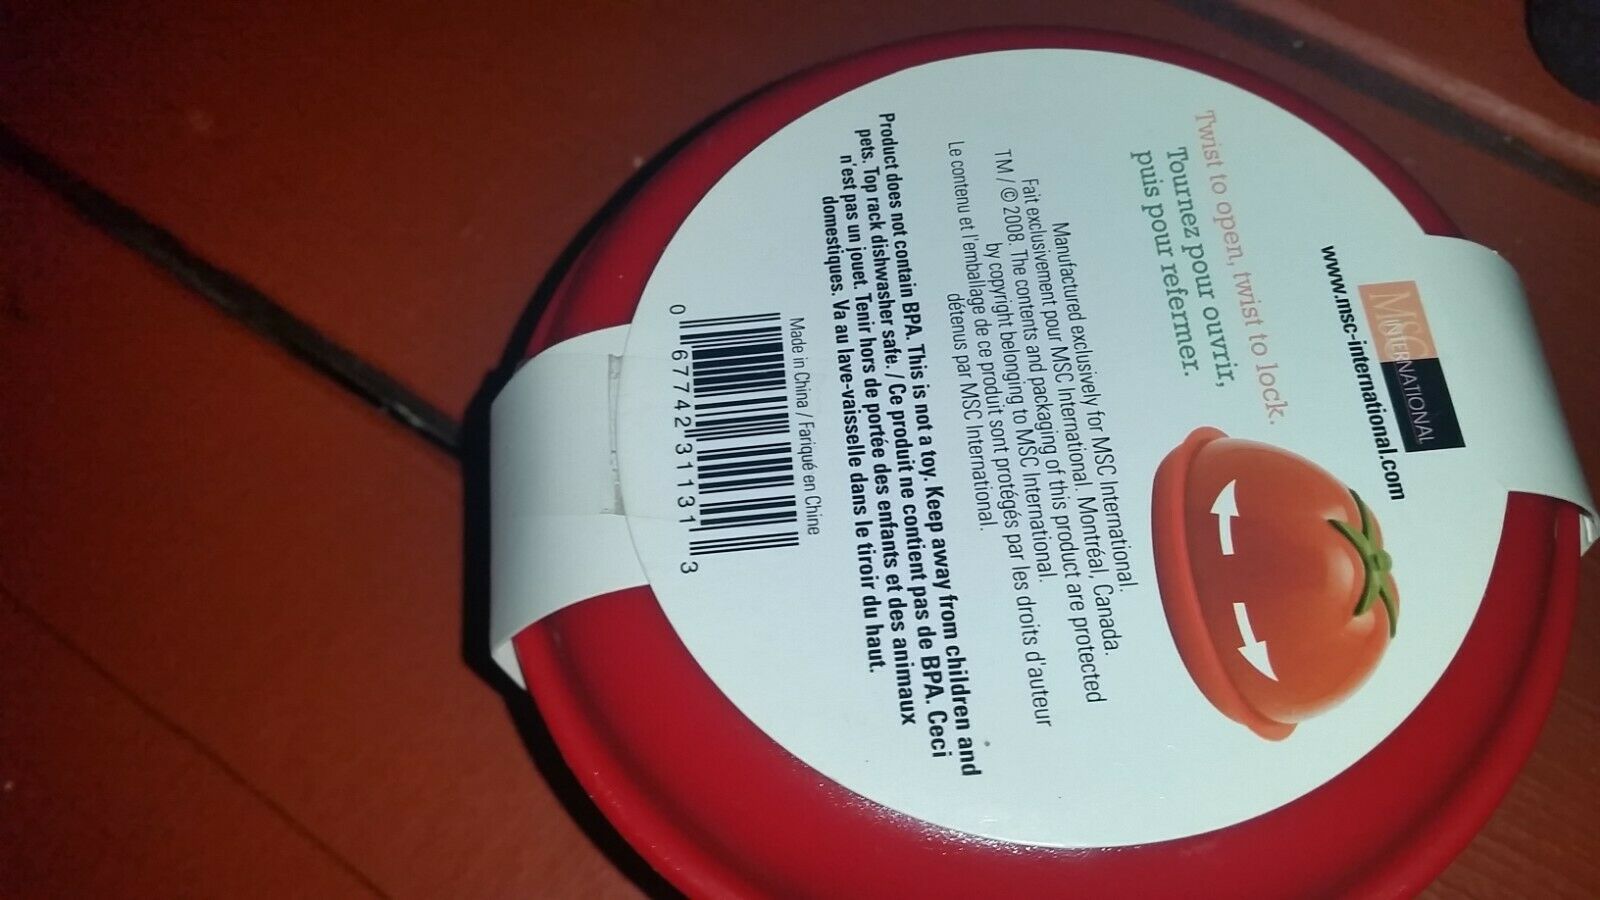 MSC
INTERNATIONAL
www.msc-international.com
Twist to open, twist to lock.
Tournez pour ouvrir,
puis pour refermer.
Manufactured exclusively for MSC International.
Fait exclusivement pour MSC International. Montréal, Canada.
TM / © 2008. The contents and packaging of this product are protected
by copyright belonging to MSC International.
Le contenu et l'emballage de ce produit sont protégés par les droits d'auteur
détenus par MSC International.
Product does not contain BPA. This is not a toy. Keep away from children and
pets. Top rack dishwasher safe. / Ce produit ne contient pas de BPA. Ceci
n'est pas un jouet. Tenir hors de portée des enfants et des animaux
domestiques. Va au lave-vaisselle dans le tiroir du haut.
Made in China / Fariqué en Chine
0 67742 31131 3